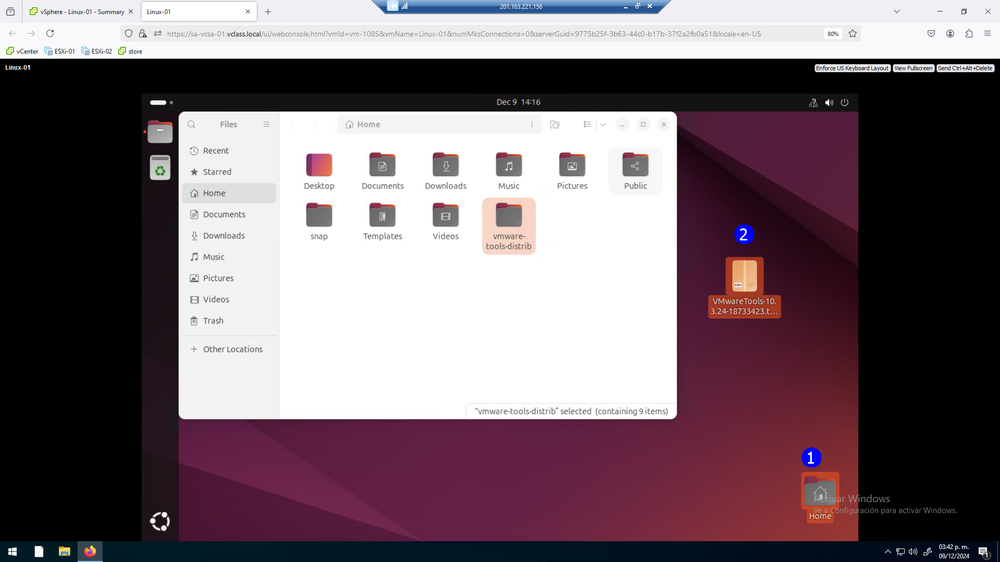 vSphere - Linux-01 - Summary
Linux-01
201.163.221.156
https://sa-vcsa-01.vclass.local/ui/webconsole.html?vmId=vm-1085&vmName=Linux-01&numMksConnections=0&serverGuid=9775b25f-3b63-44c0-b17b-37f2a2fb0a51&locale=en-US
80%
vCenter
ESXi-01
ESXi-02
store
Linux-01
Enforce US Keyboard Layout
View Fullscreen
Send Ctrl+Alt+Delete
Dec 9 14:16
Files
Home
Recent
Starred
Home
Documents
Downloads
Music
Pictures
Videos
Trash
Other Locations
Desktop
Documents
Downloads
Music
Pictures
Public
snap
Templates
Videos
vmware-
tools-distrib
"vmware-tools-distrib" selected (containing 9 items)
2
VMwareTools-10.
3.24-18733423.t...
1
Home
Activar Windows
Ve a Configuración para activar Windows.
03:42 p. m.
09/12/2024
1